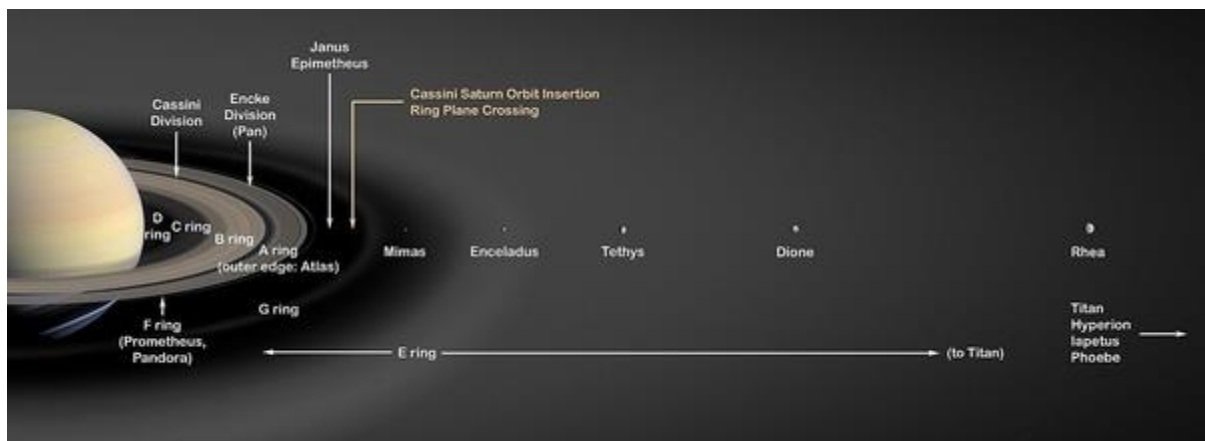 Janus
Epimetheus
Cassini Saturn Orbit Insertion
Ring Plane Crossing
Cassini
Division
Encke
Division
(Pan)
D
ring
C ring
B ring
A ring
(outer edge: Atlas)
Mimas
Enceladus
Tethys
Dione
Rhea
G ring
F ring
(Prometheus,
Pandora)
E ring
(to Titan)
Titan
Hyperion
Iapetus
Phoebe